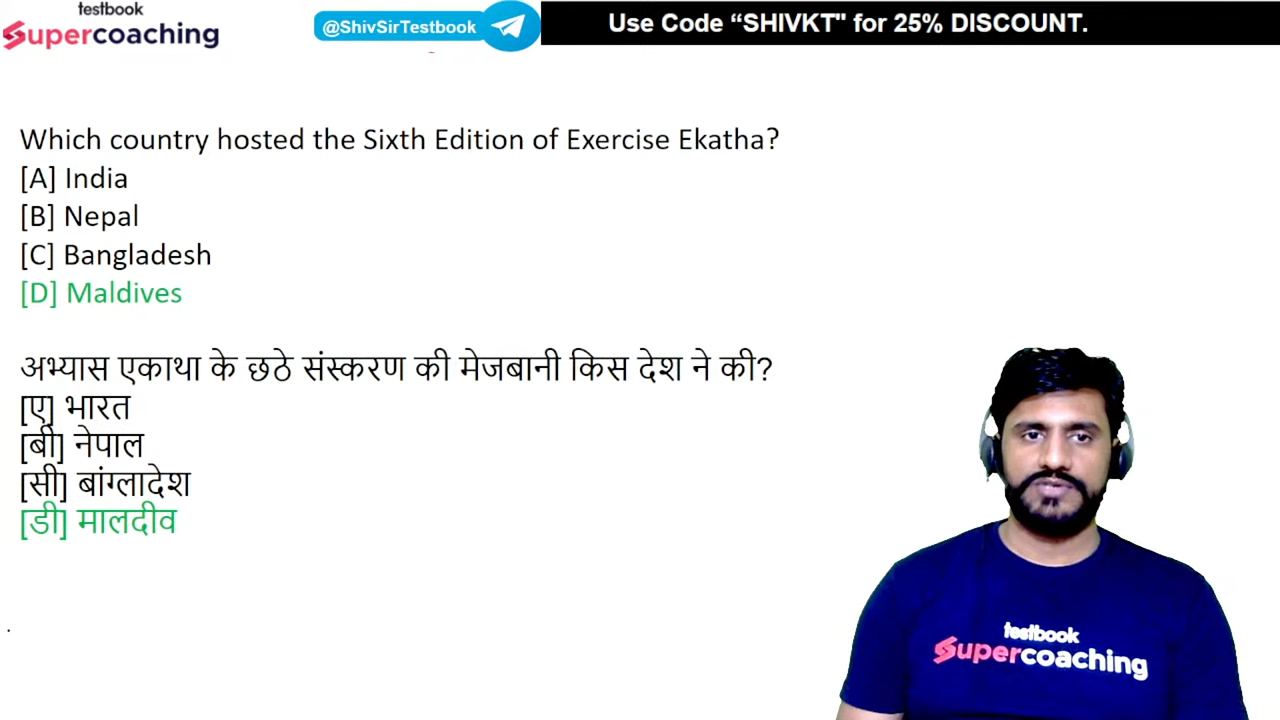 testbook
Supercoaching
@ShivSirTestbook
Use Code “SHIVKT" for 25% DISCOUNT.
Which country hosted the Sixth Edition of Exercise Ekatha?
[A] India
[B] Nepal
[C] Bangladesh
[D] Maldives
अभ्यास एकाथा के छठे संस्करण की मेजबानी किस देश ने की?
[ए] भारत
[बी] नेपाल
[सी] बांग्लादेश
[डी] मालदीव
testbook
Supercoaching